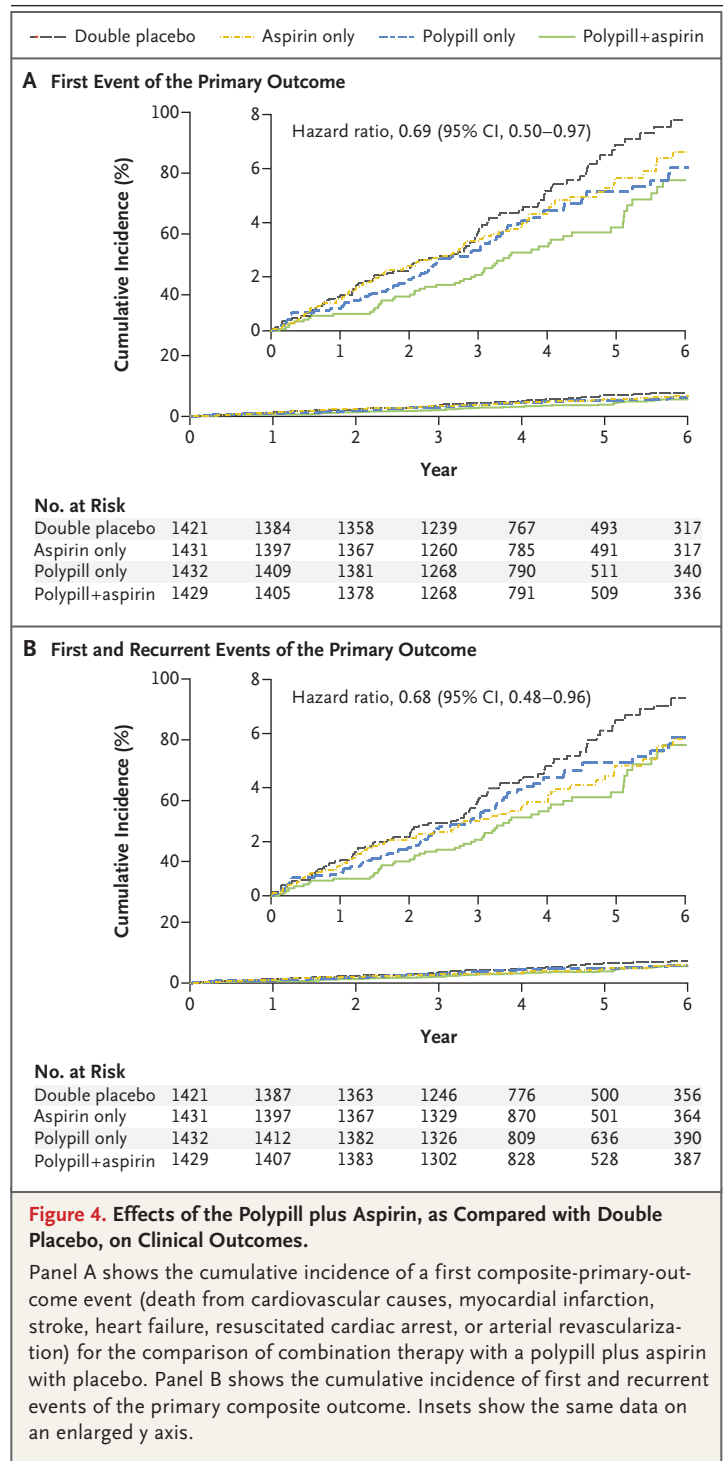 Double placebo Aspirin only Polypill only Polypill+aspirin
A First Event of the Primary Outcome
Hazard ratio, 0.69 (95% CI, 0.50–0.97)
Cumulative Incidence (%)
100
80
60
40
20
0
8
6
4
2
0
0 1 2 3 4 5 6
0 1 2 3 4 5 6
Year
No. at Risk
Double placebo 1421 1384 1358 1239 767 493 317
Aspirin only 1431 1397 1367 1260 785 491 317
Polypill only 1432 1409 1381 1268 790 511 340
Polypill+aspirin 1429 1405 1378 1268 791 509 336
B First and Recurrent Events of the Primary Outcome
Hazard ratio, 0.68 (95% CI, 0.48–0.96)
Cumulative Incidence (%)
100
80
60
40
20
0
8
6
4
2
0
0 1 2 3 4 5 6
0 1 2 3 4 5 6
Year
No. at Risk
Double placebo 1421 1387 1363 1246 776 500 356
Aspirin only 1431 1397 1367 1329 870 501 364
Polypill only 1432 1412 1382 1326 809 636 390
Polypill+aspirin 1429 1407 1383 1302 828 528 387
Figure 4. Effects of the Polypill plus Aspirin, as Compared with Double
Placebo, on Clinical Outcomes.
Panel A shows the cumulative incidence of a first composite-primary-out-
come event (death from cardiovascular causes, myocardial infarction,
stroke, heart failure, resuscitated cardiac arrest, or arterial revasculariza-
tion) for the comparison of combination therapy with a polypill plus aspirin
with placebo. Panel B shows the cumulative incidence of first and recurrent
events of the primary composite outcome. Insets show the same data on
an enlarged y axis.